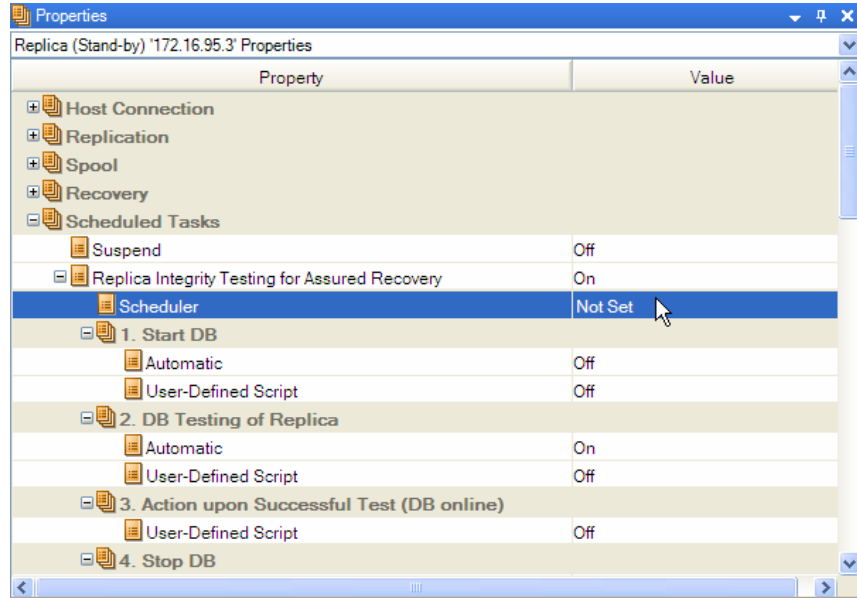 Properties
Replica (Stand-by) '172.16.95.3' Properties
Property Value
Host Connection
Replication
Spool
Recovery
Scheduled Tasks
Suspend Off
Replica Integrity Testing for Assured Recovery On
Scheduler Not Set
1. Start DB
Automatic Off
User-Defined Script Off
2. DB Testing of Replica
Automatic On
User-Defined Script Off
3. Action upon Successful Test (DB online)
User-Defined Script Off
4. Stop DB